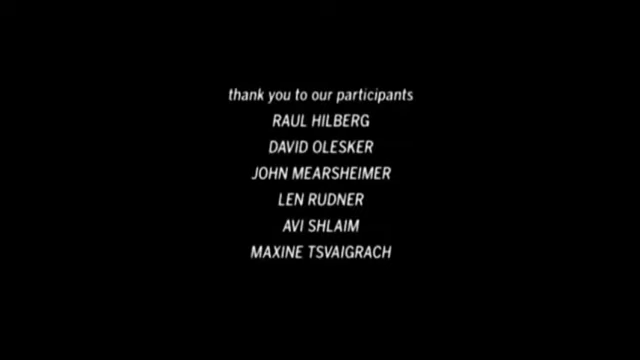 thank you to our participants
RAUL HILBERG
DAVID OLESKER
JOHN MEARSHEIMER
LEN RUDNER
AVI SHLAIM
MAXINE TSVAIGRACH